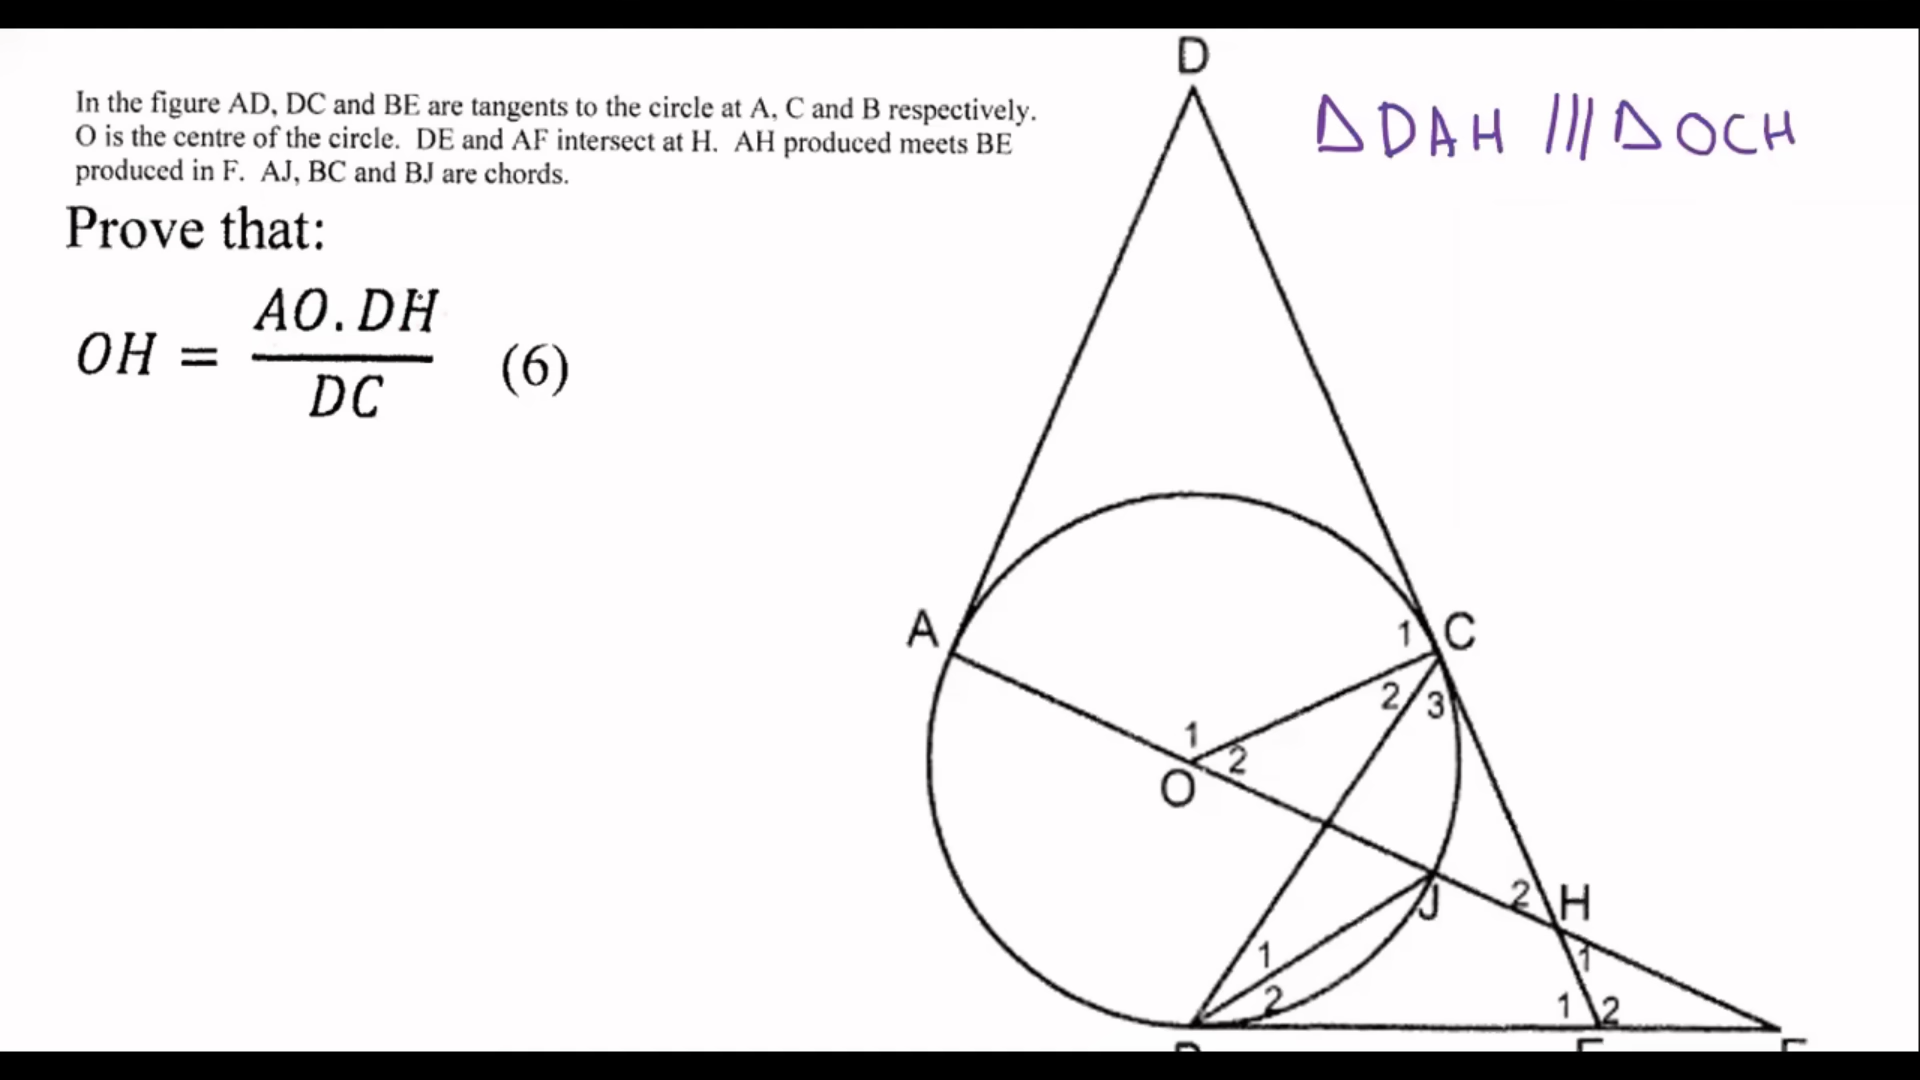 In the figure AD, DC and BE are tangents to the circle at A, C and B respectively.
O is the centre of the circle. DE and AF intersect at H. AH produced meets BE
produced in F. AJ, BC and BJ are chords.
Prove that:
OH = AO.DH / DC (6)
Δ DAH /// Δ OCH
D
A
1 C
2 3
1
2
O
J
2 H
1
1
2
1 2